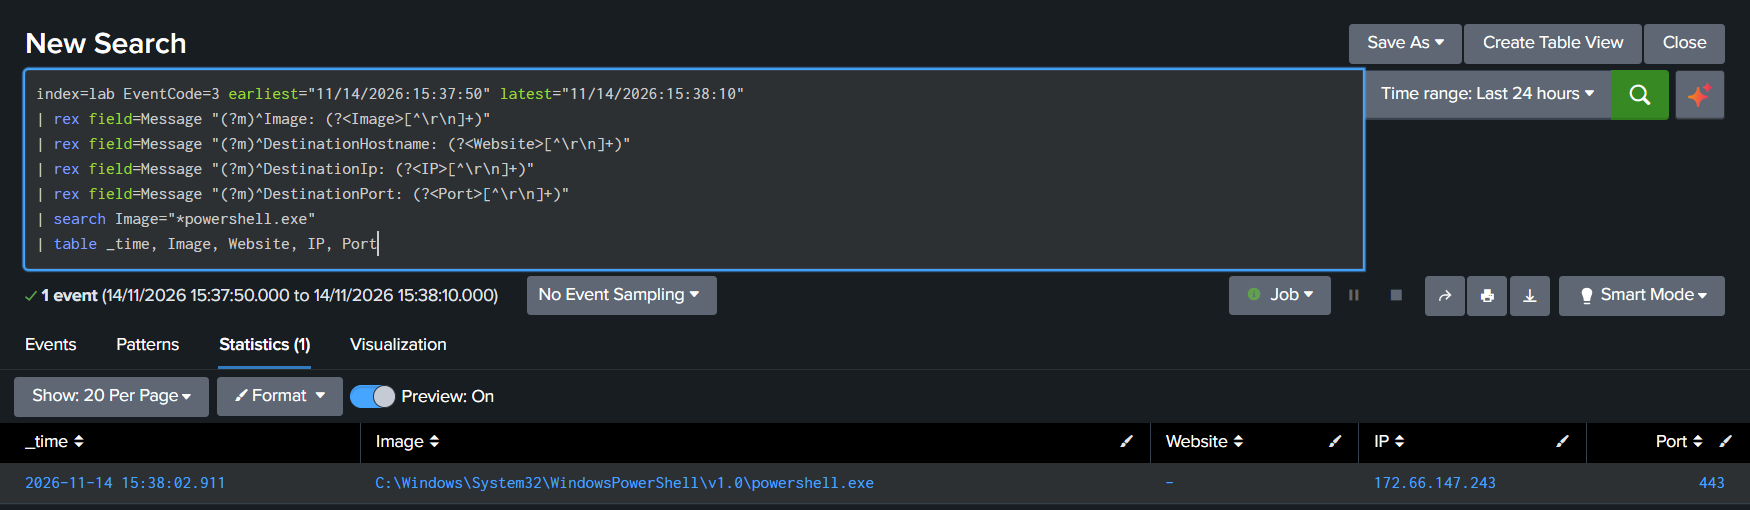 New Search
Save As
Create Table View
Close
index=lab EventCode=3 earliest="11/14/2026:15:37:50" latest="11/14/2026:15:38:10"
| rex field=Message "(?m)^Image: (?<Image>[^\r\n]+)"
| rex field=Message "(?m)^DestinationHostname: (?<Website>[^\r\n]+)"
| rex field=Message "(?m)^DestinationIp: (?<IP>[^\r\n]+)"
| rex field=Message "(?m)^DestinationPort: (?<Port>[^\r\n]+)"
| search Image="*powershell.exe"
| table _time, Image, Website, IP, Port
Time range: Last 24 hours
1 event (14/11/2026 15:37:50.000 to 14/11/2026 15:38:10.000)
No Event Sampling
Job
Smart Mode
Events
Patterns
Statistics (1)
Visualization
Show: 20 Per Page
Format
Preview: On
_time
Image
Website
IP
Port
2026-11-14 15:38:02.911
C:\Windows\System32\WindowsPowerShell\v1.0\powershell.exe
-
172.66.147.243
443